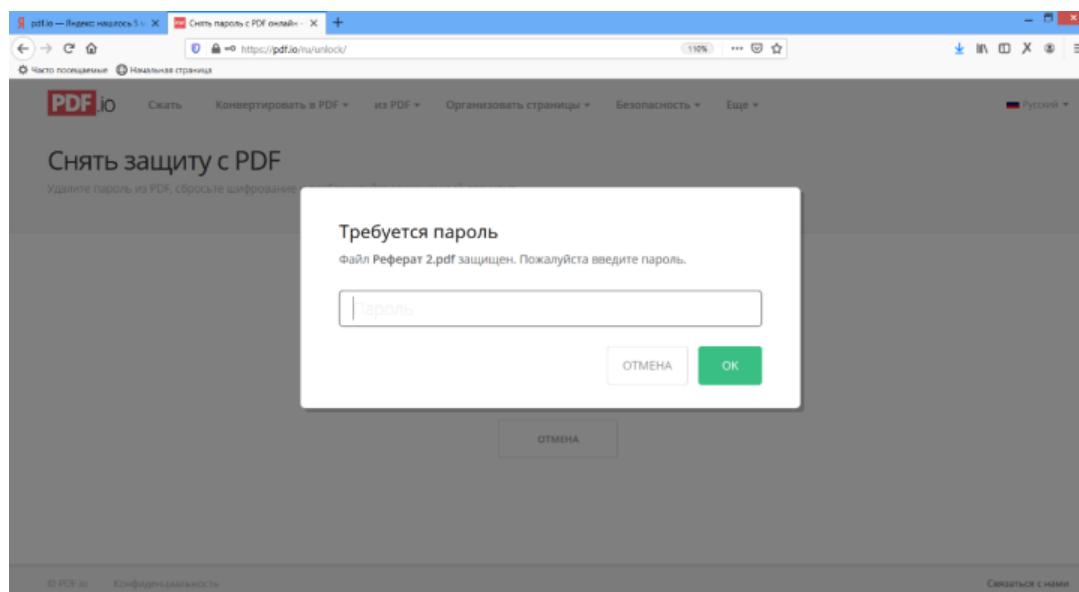 pdf.io — Яндекс: нашлось 5
Снять пароль с PDF онлайн -
https://pdf.io/ru/unlock/
110%
Часто посещаемые
Начальная страница
PDF.io
Сжать
Конвертировать в PDF
из PDF
Организовать страницы
Безопасность
Еще
Русский
Снять защиту с PDF
Удалите пароль из PDF, сбросьте шифрование
Требуется пароль
Файл Реферат 2.pdf защищен. Пожалуйста введите пароль.
Пароль
ОТМЕНА
ОК
ОТМЕНА
© PDF.io
Конфиденциальность
Связаться с нами